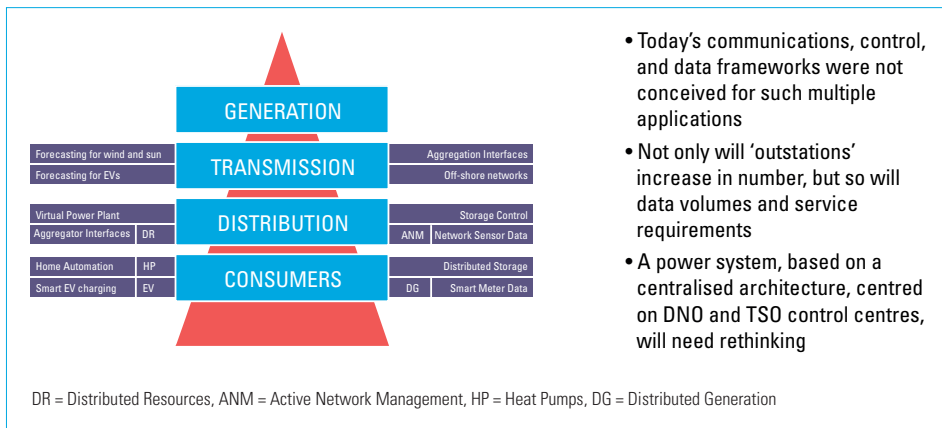 GENERATION
Forecasting for wind and sun
TRANSMISSION
Aggregation Interfaces
Forecasting for EVs
Off-shore networks
Virtual Power Plant
DISTRIBUTION
Storage Control
Aggregator Interfaces DR
ANM Network Sensor Data
Home Automation HP
CONSUMERS
Distributed Storage
Smart EV charging EV
DG Smart Meter Data
• Today’s communications, control,
and data frameworks were not
conceived for such multiple
applications
• Not only will ‘outstations’
increase in number, but so will
data volumes and service
requirements
• A power system, based on a
centralised architecture, centred
on DNO and TSO control centres,
will need rethinking
DR = Distributed Resources, ANM = Active Network Management, HP = Heat Pumps, DG = Distributed Generation